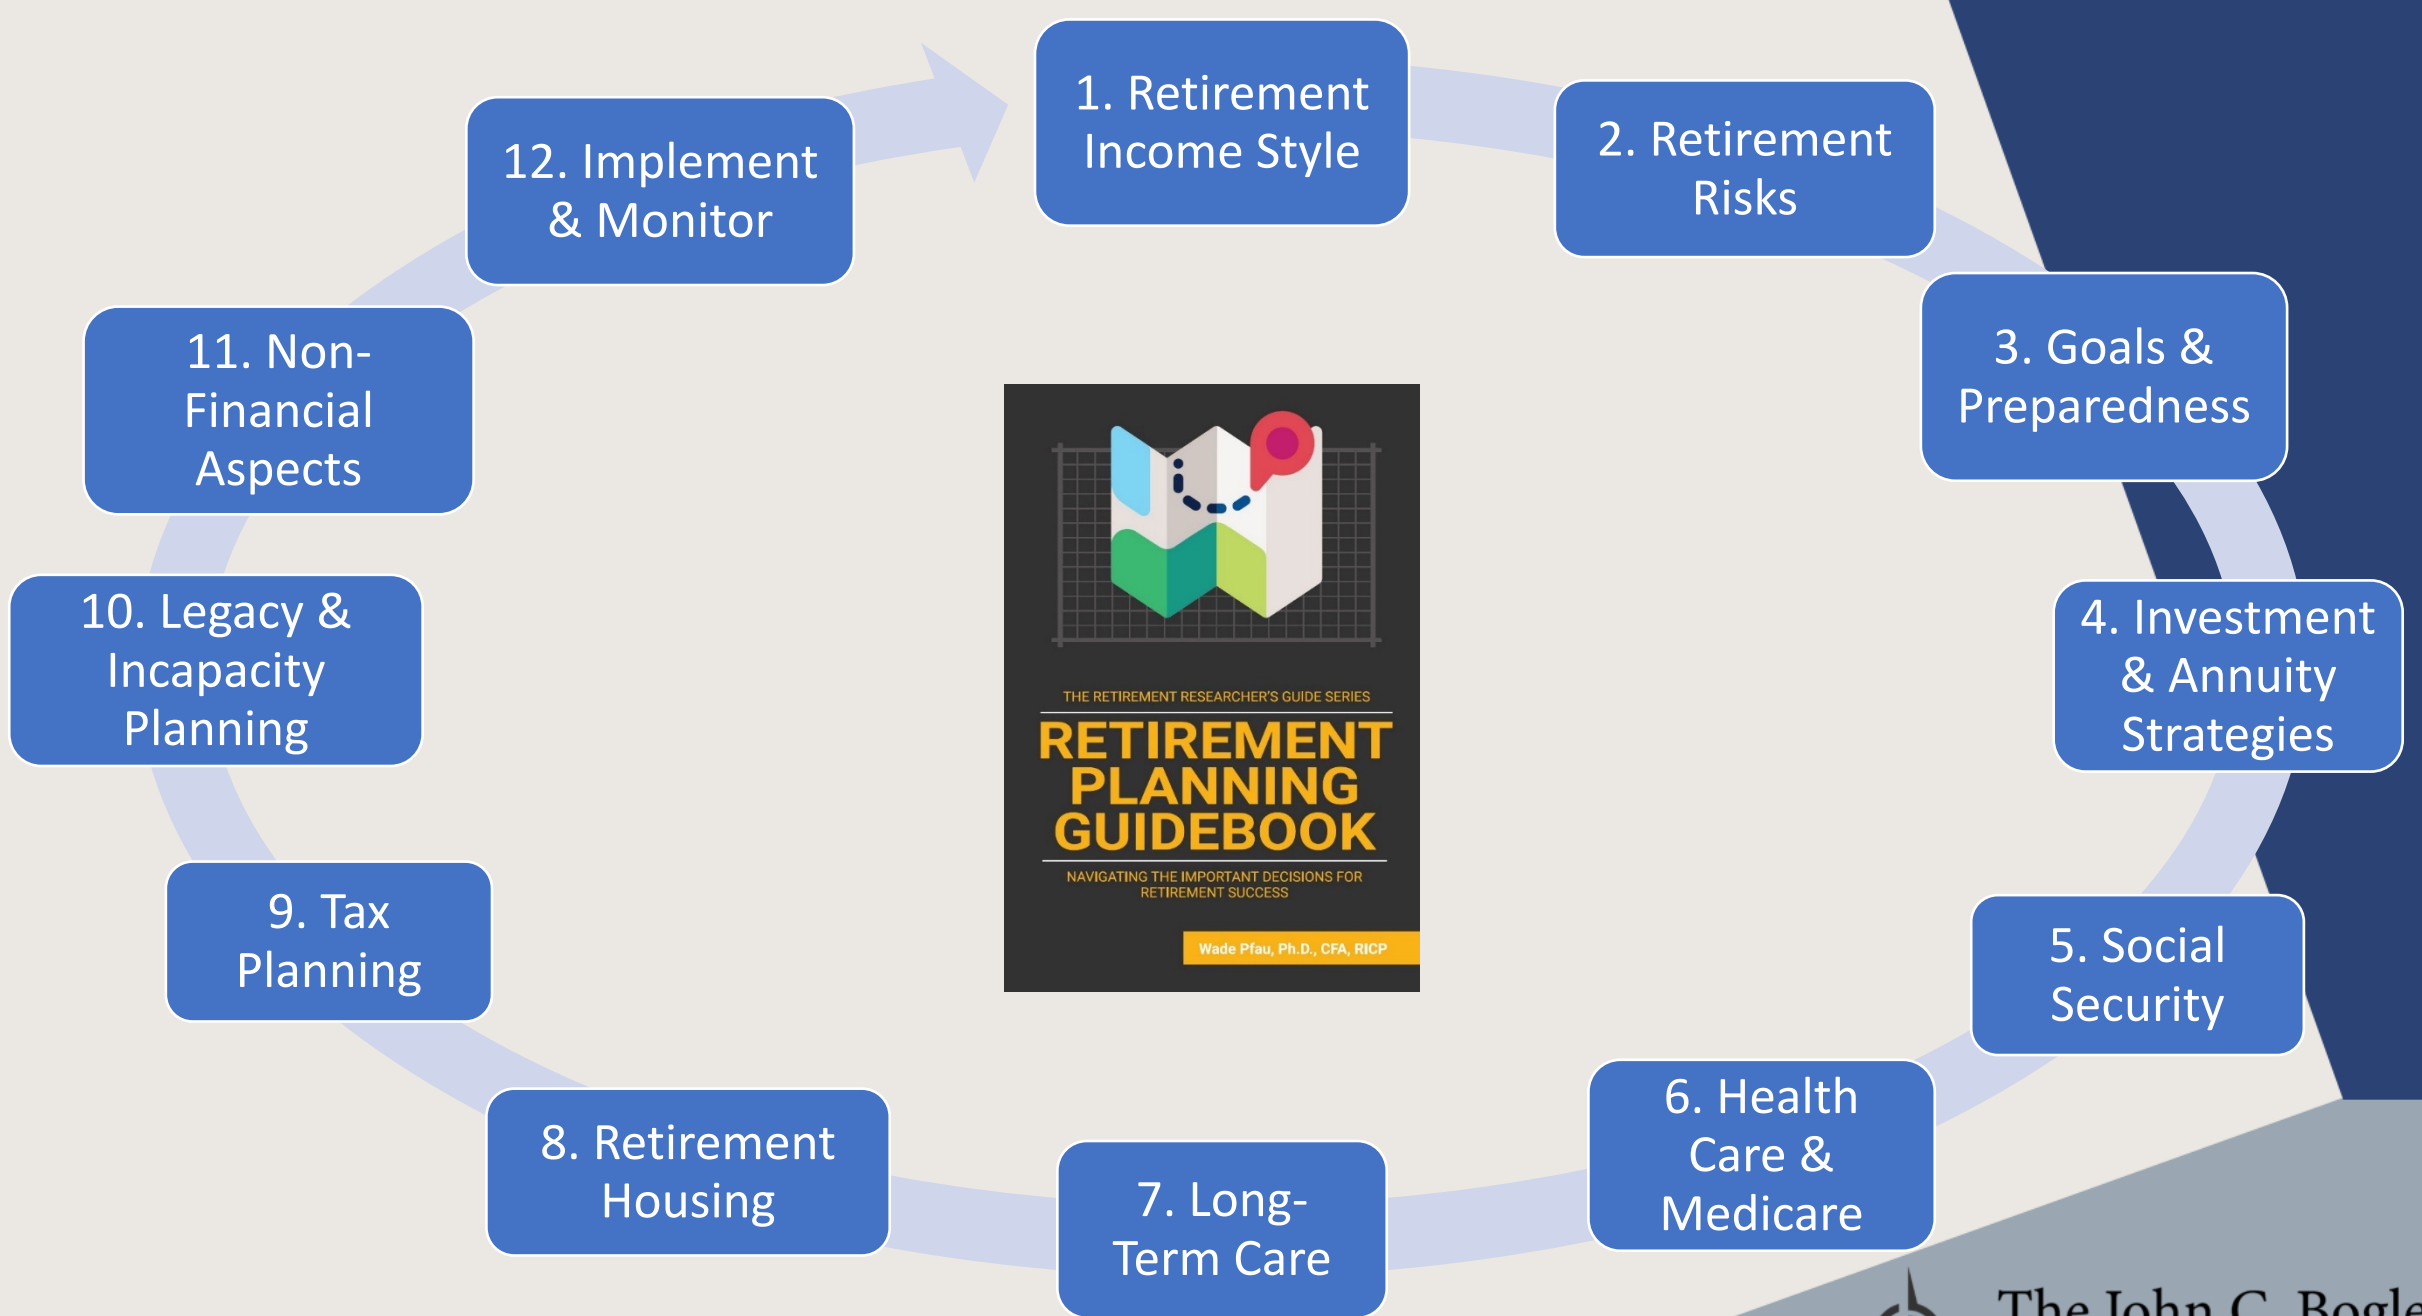 1. Retirement
Income Style
2. Retirement
Risks
3. Goals &
Preparedness
4. Investment
& Annuity
Strategies
5. Social
Security
6. Health
Care &
Medicare
7. Long-
Term Care
8. Retirement
Housing
9. Tax
Planning
10. Legacy &
Incapacity
Planning
11. Non-
Financial
Aspects
12. Implement
& Monitor
THE RETIREMENT RESEARCHER'S GUIDE SERIES
RETIREMENT
PLANNING
GUIDEBOOK
NAVIGATING THE IMPORTANT DECISIONS FOR
RETIREMENT SUCCESS
Wade Pfau, Ph.D., CFA, RICP
The John C. Bogle